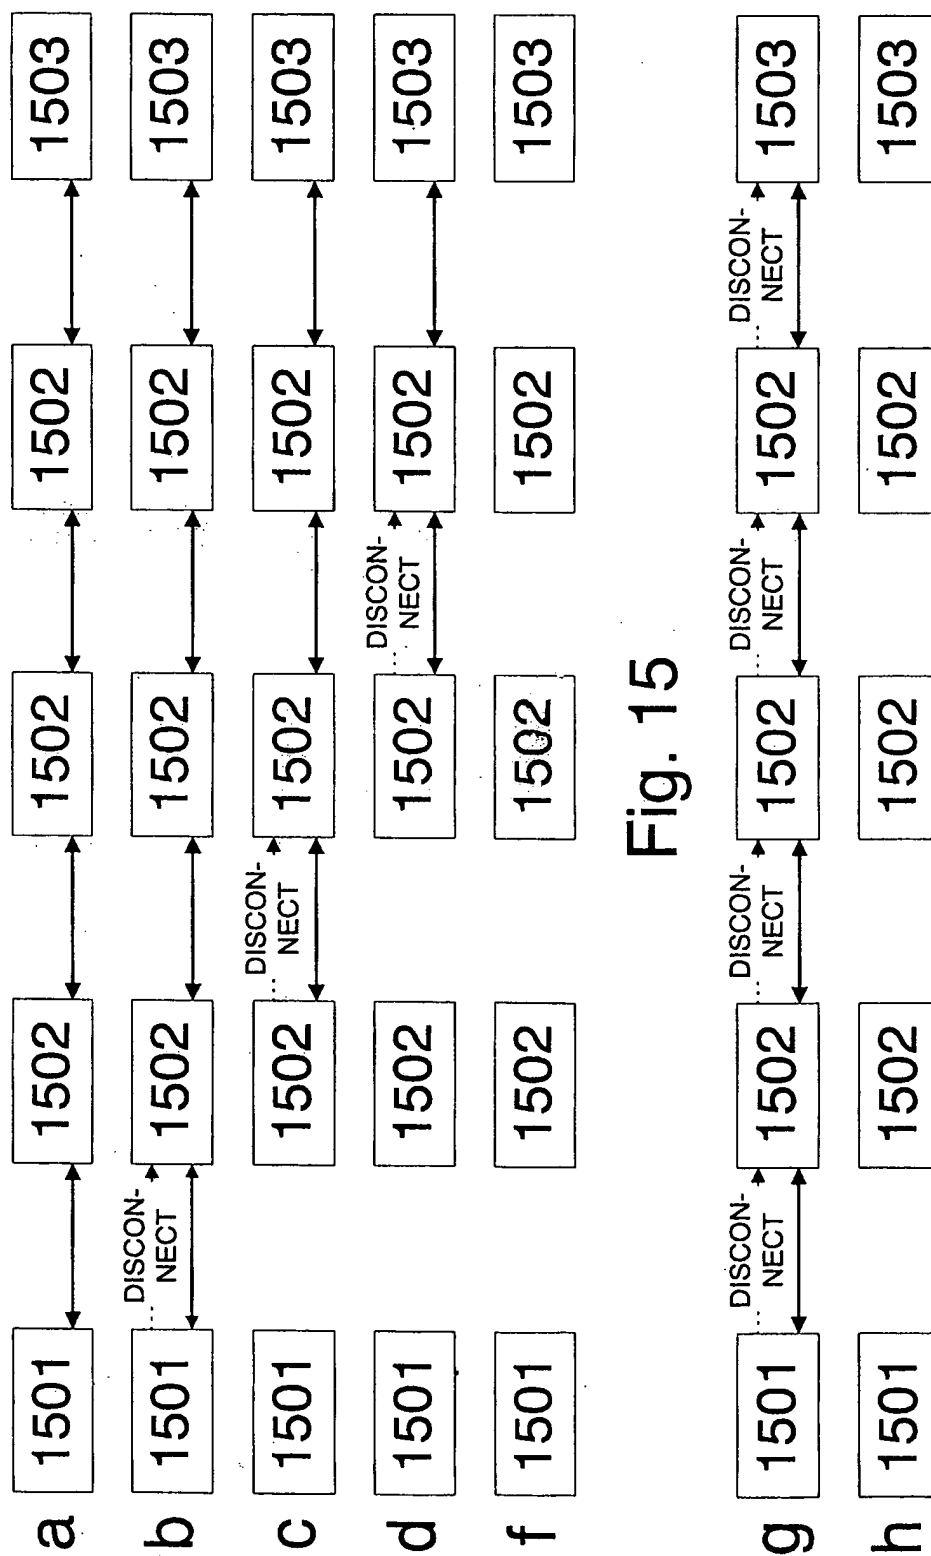 a 1501 1502 1502 1502 1503
DISCON-
NECT
b 1501 1502 1502 1502 1503
DISCON-
NECT
c 1501 1502 1502 1502 1503
DISCON-
NECT
d 1501 1502 1502 1502 1503
f 1501 1502 1502 1502 1503
Fig. 15
DISCON- DISCON- DISCON- DISCON-
NECT NECT NECT NECT
g 1501 1502 1502 1502 1503
h 1501 1502 1502 1502 1503